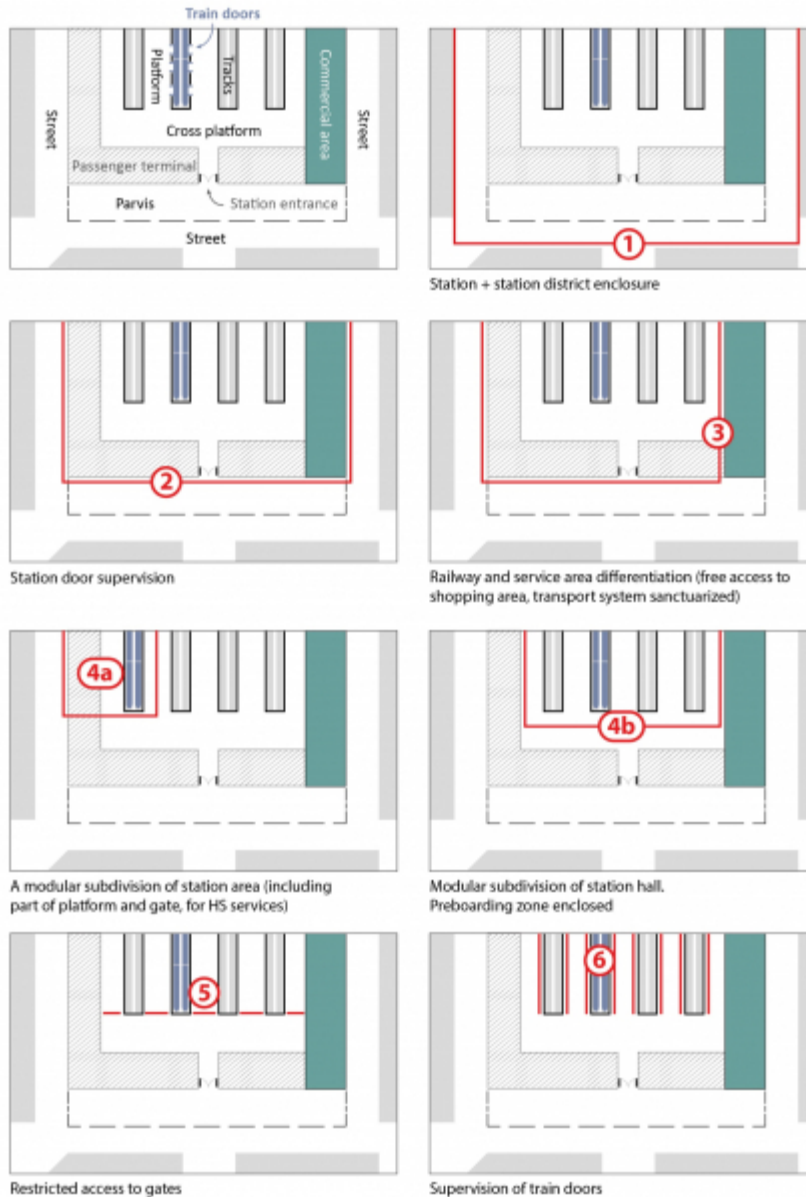 Train doors
Platform
Tracks
Commercial area
Street
Street
Cross platform
Passenger terminal
Parvis
Station entrance
Street
1
Station + station district enclosure
2
Station door supervision
3
Railway and service area differentiation (free access to
shopping area, transport system sanctuarized)
4a
A modular subdivision of station area (including
part of platform and gate, for HS services)
4b
Modular subdivision of station hall.
Preboarding zone enclosed
5
Restricted access to gates
6
Supervision of train doors